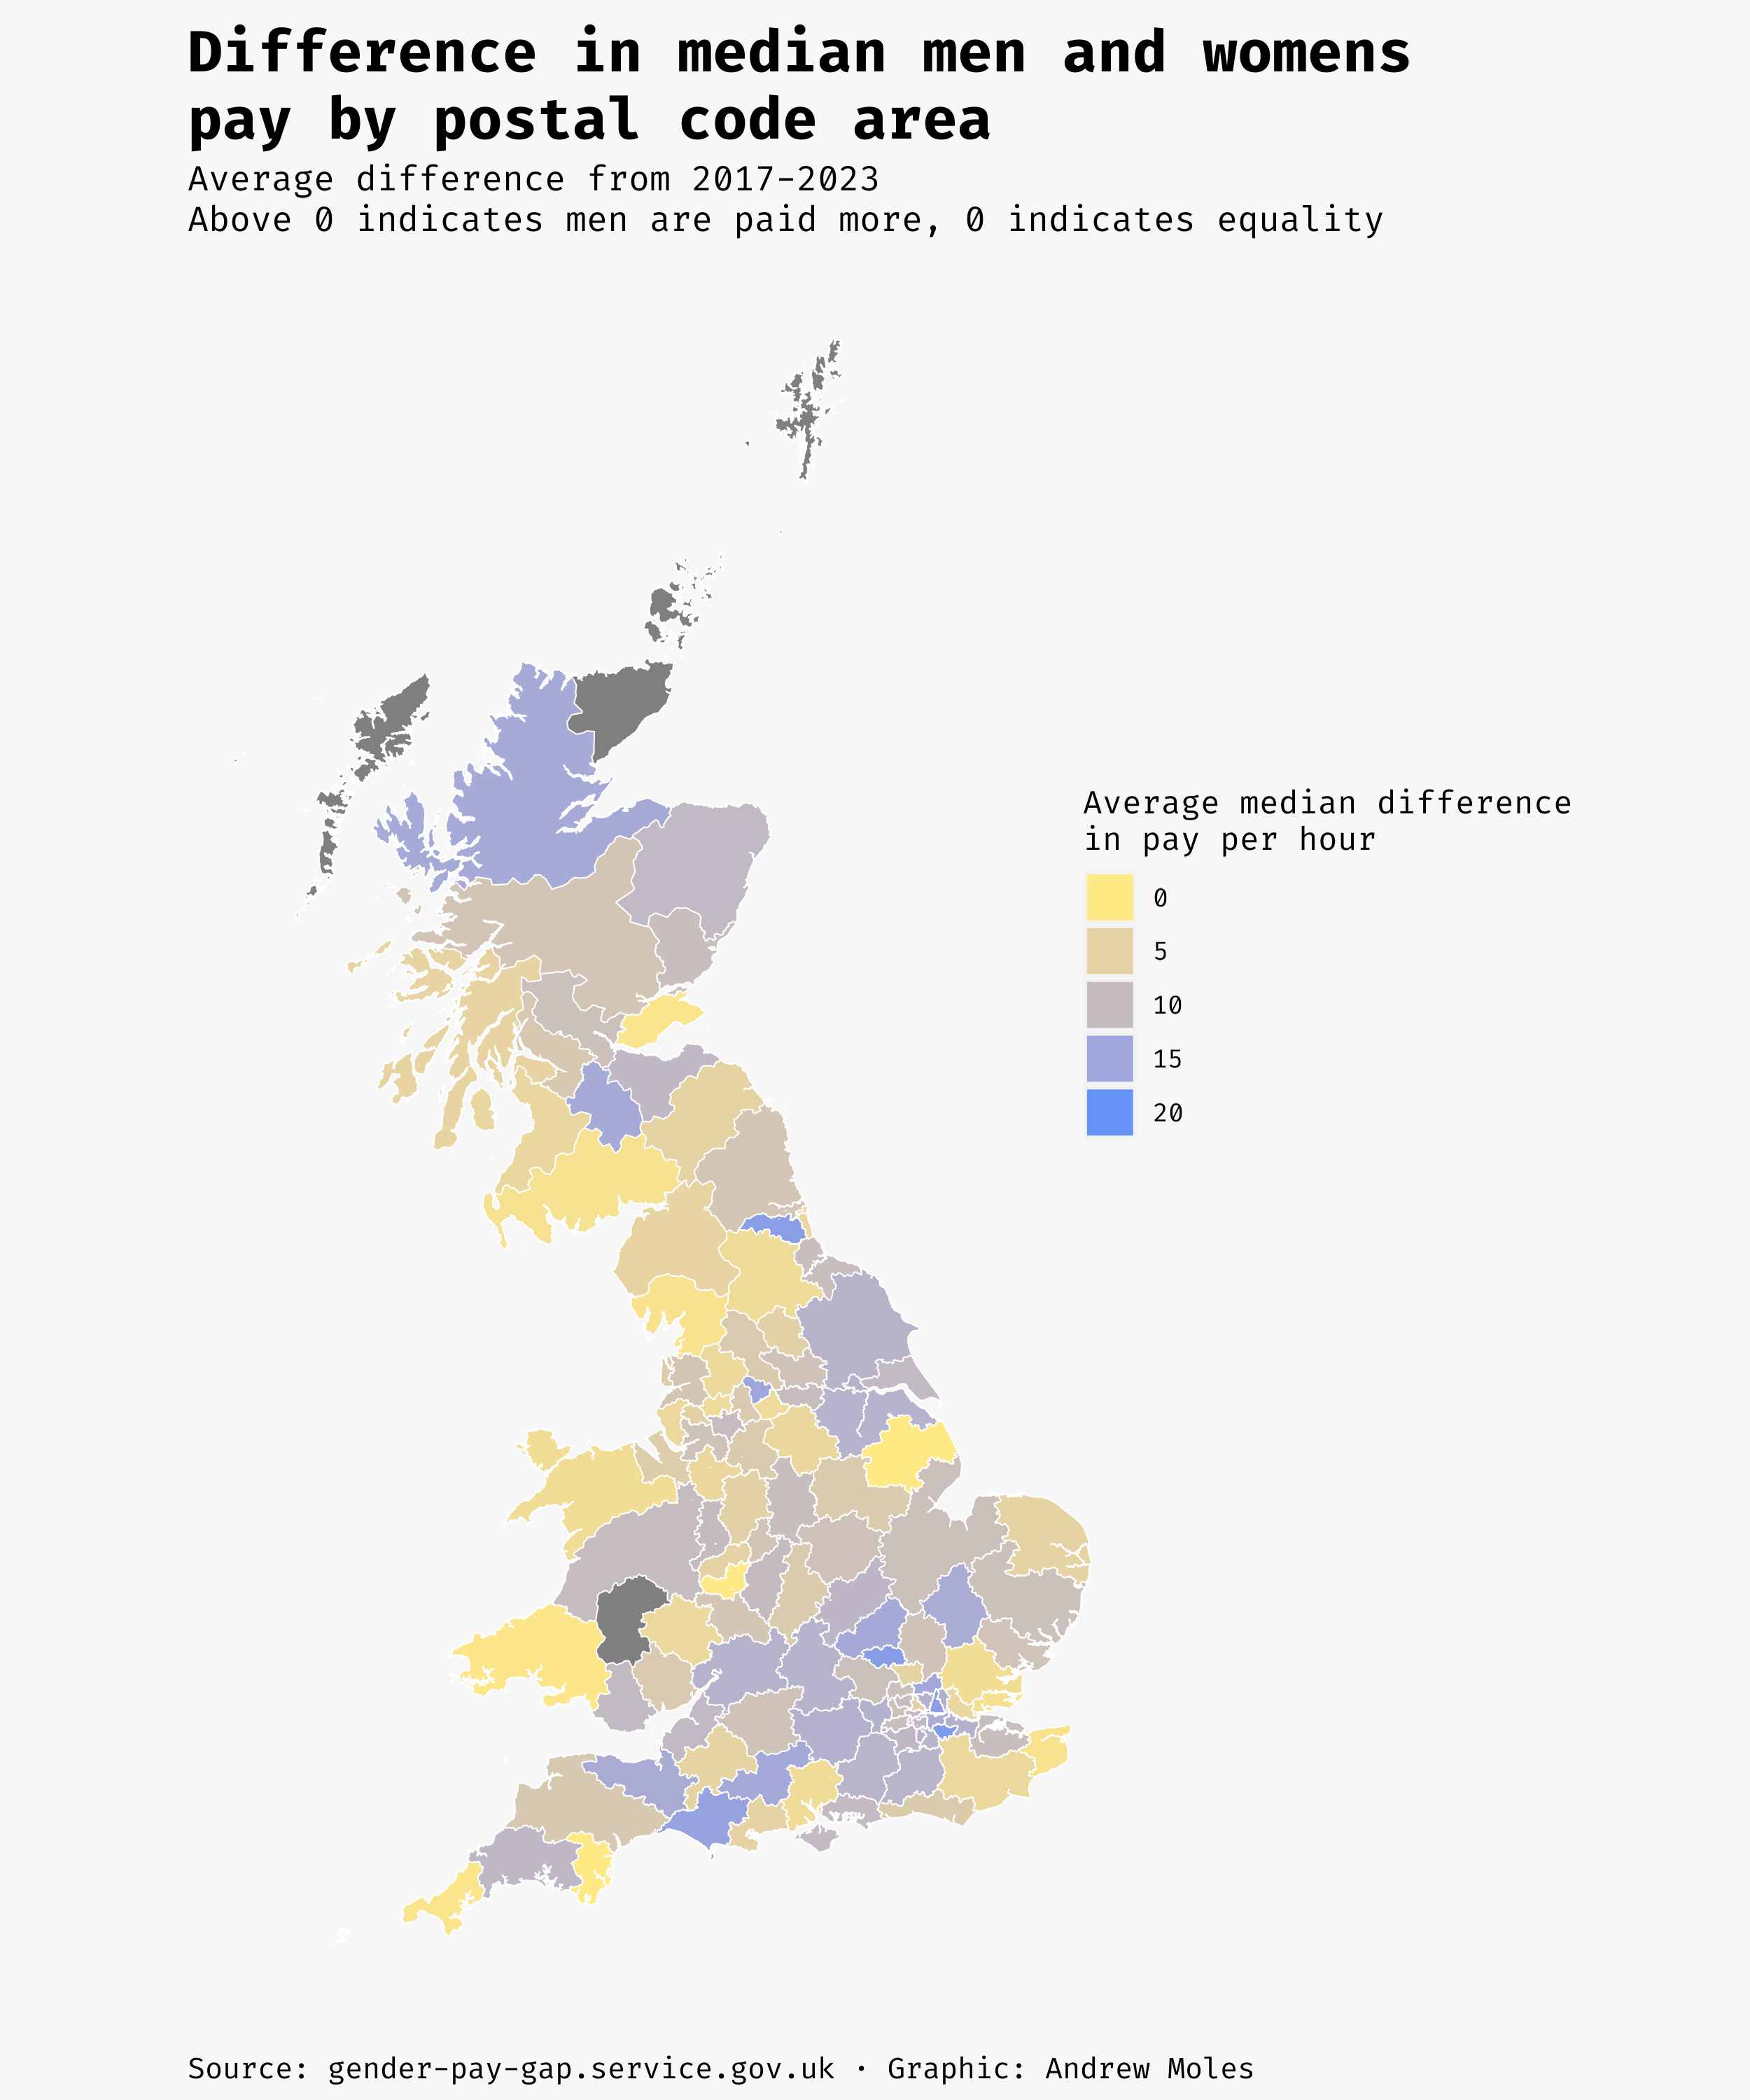 Difference in median men and womens
pay by postal code area
Average difference from 2017-2023
Above 0 indicates men are paid more, 0 indicates equality
Average median difference
in pay per hour
0
5
10
15
20
Source: gender-pay-gap.service.gov.uk · Graphic: Andrew Moles